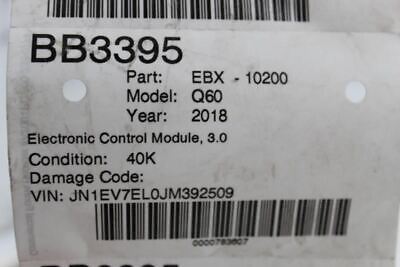 BB3395
Part: EBX - 10200
Model: Q60
Year: 2018
Electronic Control Module, 3.0
Condition: 40K
Damage Code:
VIN: JN1EV7EL0JM392509
0000783607